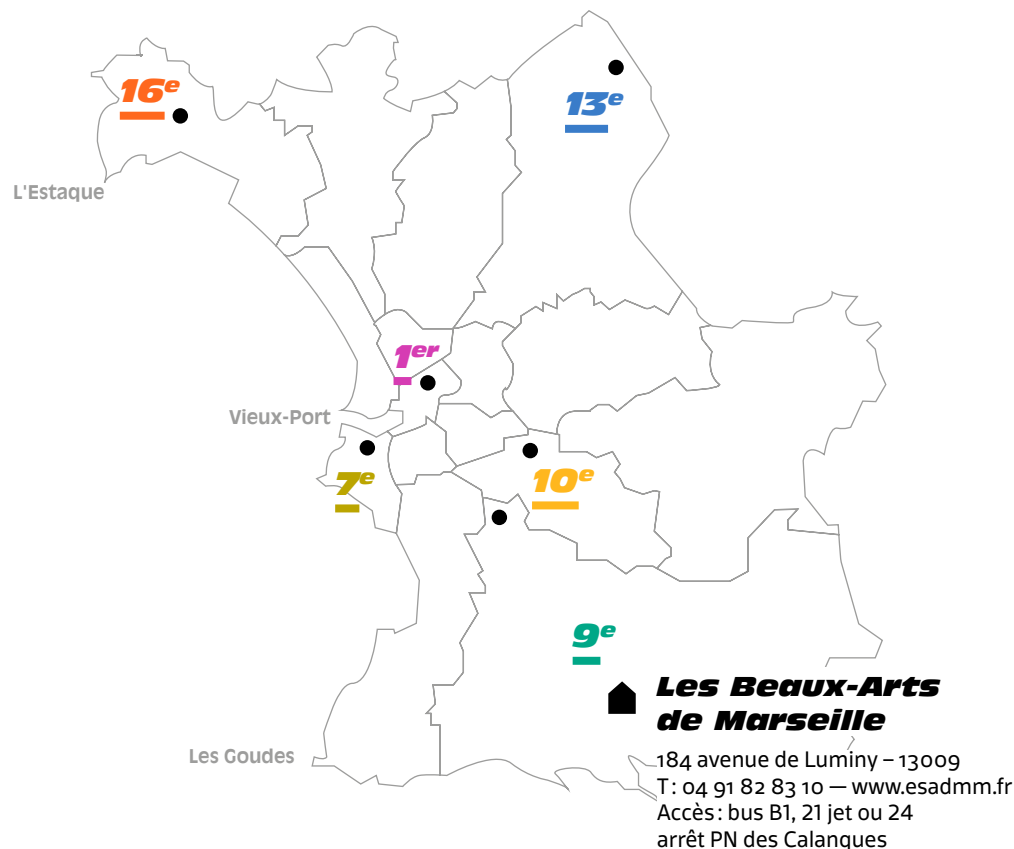 16e
13e
L'Estaque
1er
Vieux-Port
7e
10e
9e
Les Beaux-Arts
de Marseille
Les Goudes
184 avenue de Luminy – 13009
T : 04 91 82 83 10 — www.esadmm.fr
Accès : bus B1, 21 jet ou 24
arrêt PN des Calanques